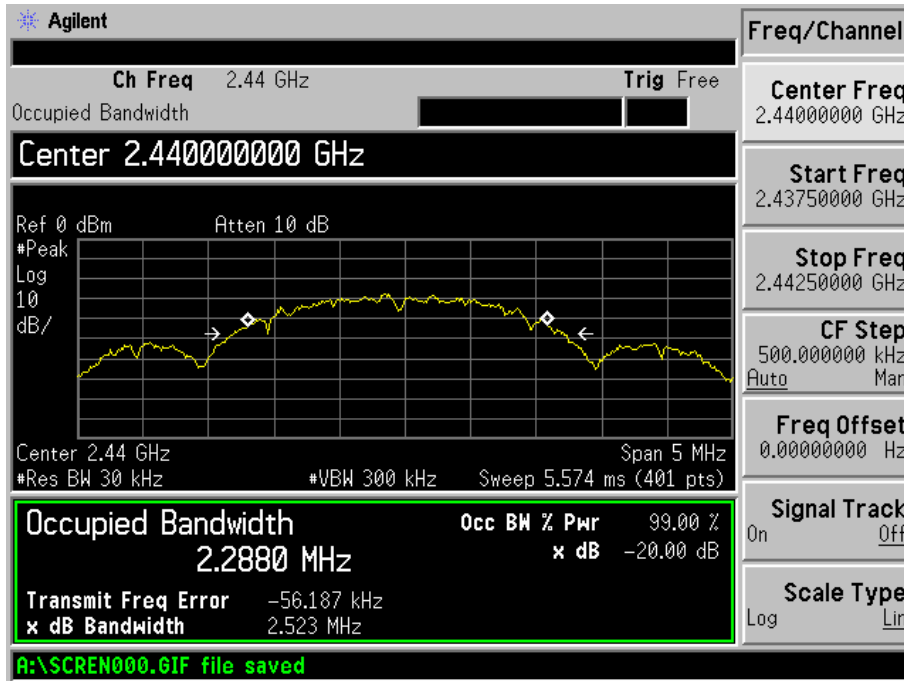 Agilent
Freq/Channel
Ch Freq 2.44 GHz Trig Free
Occupied Bandwidth
Center 2.440000000 GHz
Ref 0 dBm Atten 10 dB
#Peak
Log
10
dB/
Center 2.44 GHz Span 5 MHz
#Res BW 30 kHz #VBW 300 kHz Sweep 5.574 ms (401 pts)
Occupied Bandwidth Occ BW % Pwr 99.00 %
2.2880 MHz x dB -20.00 dB
Transmit Freq Error -56.187 kHz
x dB Bandwidth 2.523 MHz
A:\SCREN000.GIF file saved
Center Freq
2.44000000 GHz
Start Freq
2.43750000 GHz
Stop Freq
2.44250000 GHz
CF Step
500.000000 kHz
Auto Man
Freq Offset
0.00000000 Hz
Signal Track
On Off
Scale Type
Log Lin